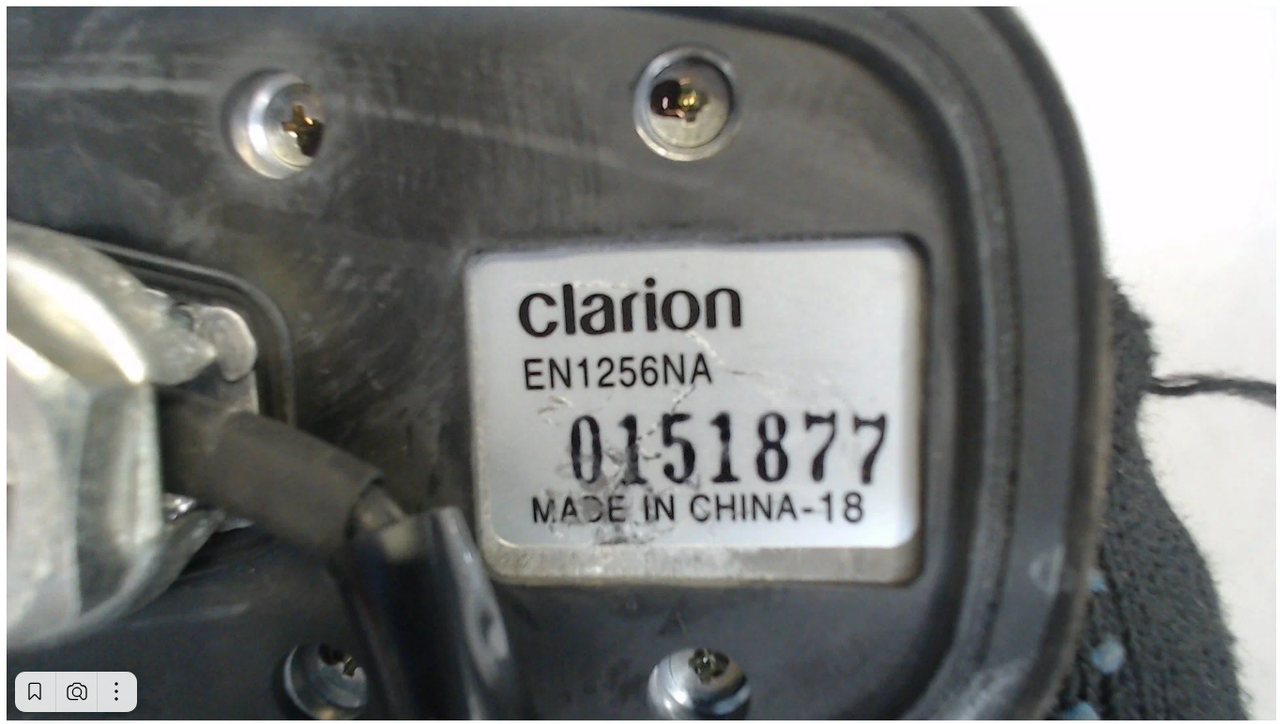 clarion
EN1256NA
0151877
MADE IN CHINA-18